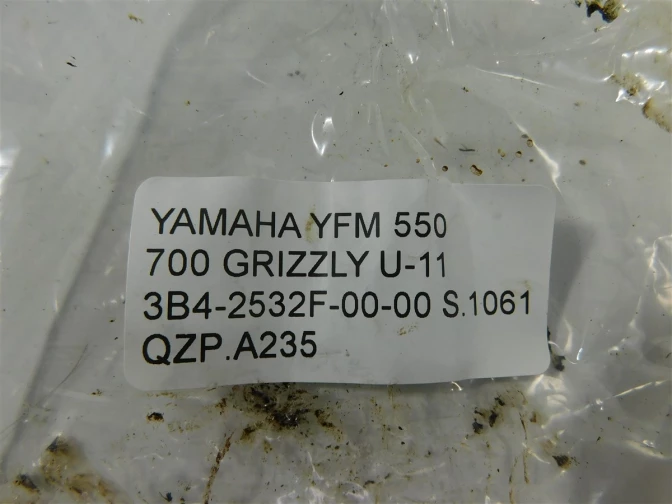 YAMAHA YFM 550
700 GRIZZLY U-11
3B4-2532F-00-00 S.1061
QZP.A235